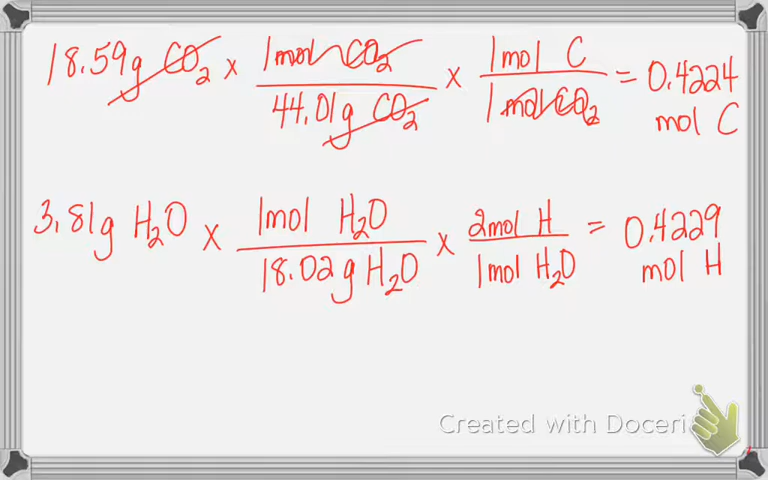 18.59g CO₂ x 1mol CO₂ / 44.01g CO₂ x 1mol C / 1mol CO₂ = 0.4224 mol C
3.81g H₂O x 1mol H₂O / 18.02g H₂O x 2mol H / 1mol H₂O = 0.4229 mol H
Created with Doceri